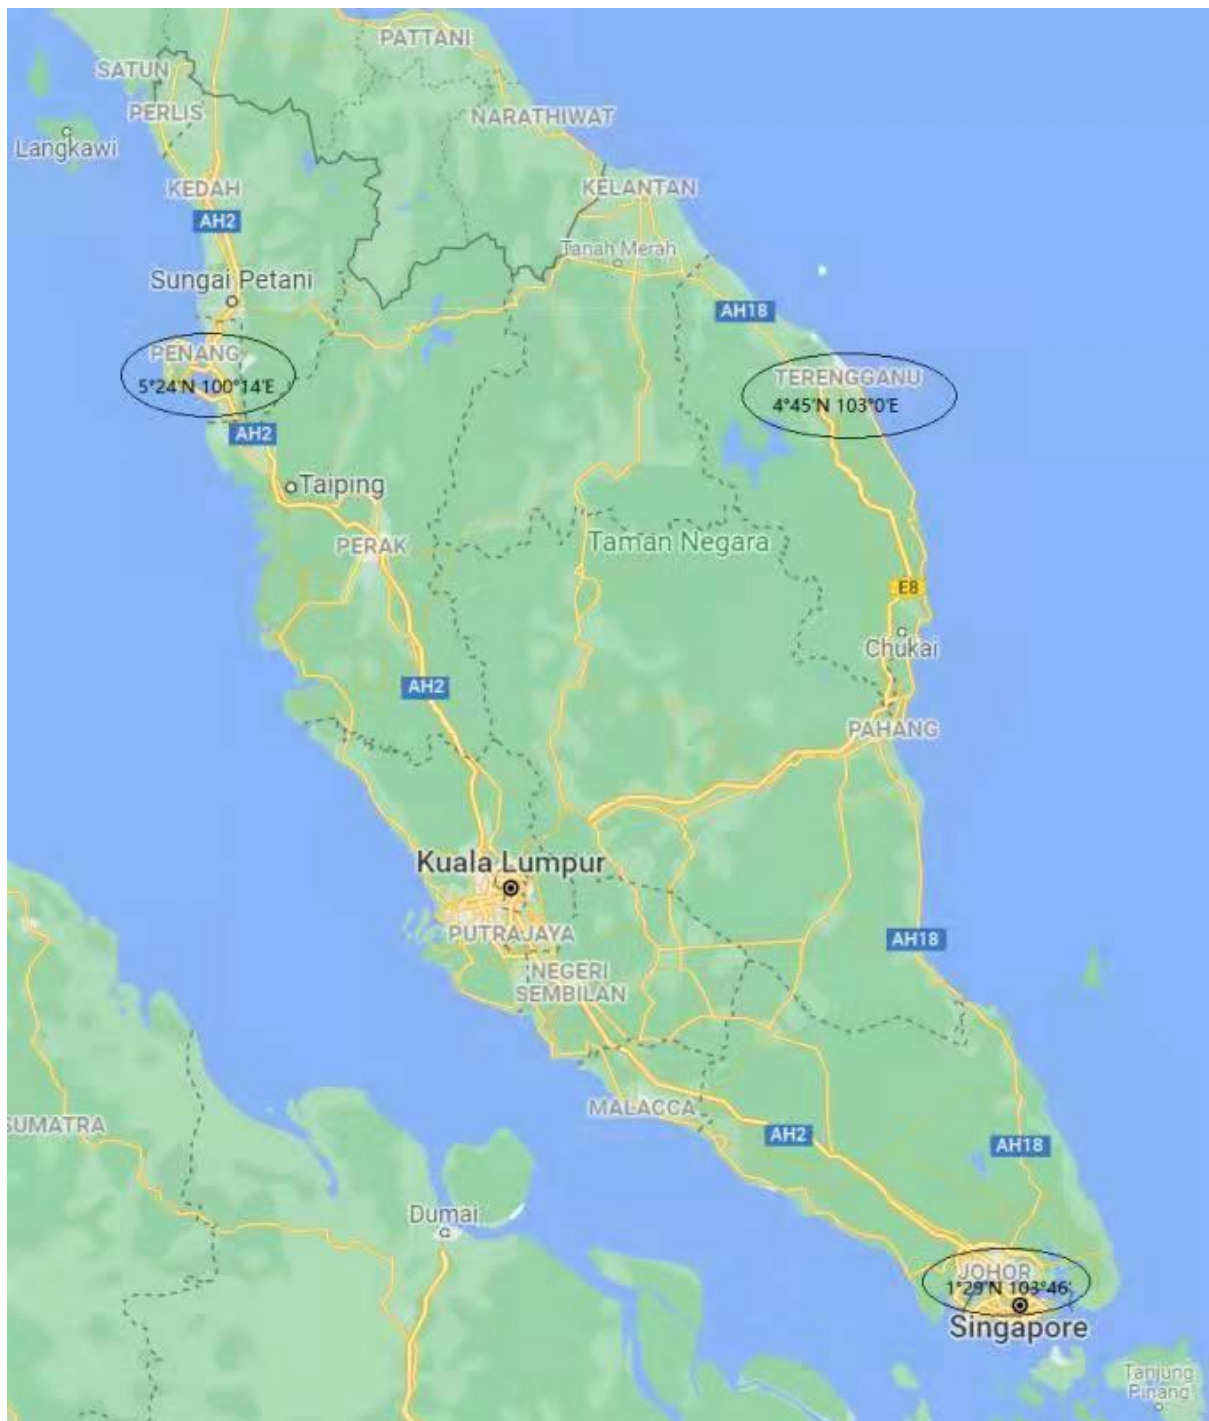 PATTANI
SATUN
PERLIS
NARATHIWAT
Langkawi
KEDAH
KELANTAN
AH2
Tanah Merah
Sungai Petani
AH18
PENANG
5°24'N 100°14'E
TERENGGANU
4°45'N 103°0'E
AH2
Taiping
PERAK
Taman Negara
E8
Chukai
AH2
PAHANG
Kuala Lumpur
PUTRAJAYA
AH18
NEGERI
SEMBILAN
MALACCA
SUMATRA
AH2
AH18
Dumai
JOHOR
1°29'N 103°46'
Singapore
Tanjung
Pinang